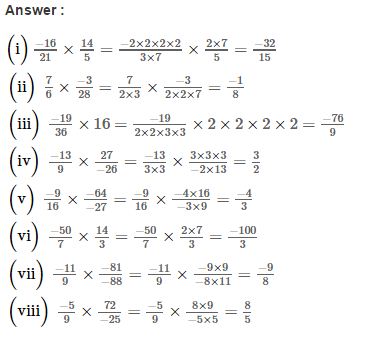 Answer :
(i) −16/21 × 14/5 = −2×2×2×2/3×7 × 2×7/5 = −32/15
(ii) 7/6 × −3/28 = 7/2×3 × −3/2×2×7 = −1/8
(iii) −19/36 × 16 = −19/2×2×3×3 × 2 × 2 × 2 × 2 = −76/9
(iv) −13/9 × 27/−26 = −13/3×3 × 3×3×3/−2×13 = 3/2
(v) −9/16 × −64/−27 = −9/16 × −4×16/−3×9 = −4/3
(vi) −50/7 × 14/3 = −50/7 × 2×7/3 = −100/3
(vii) −11/9 × −81/−88 = −11/9 × −9×9/−8×11 = −9/8
(viii) −5/9 × 72/−25 = −5/9 × 8×9/−5×5 = 8/5